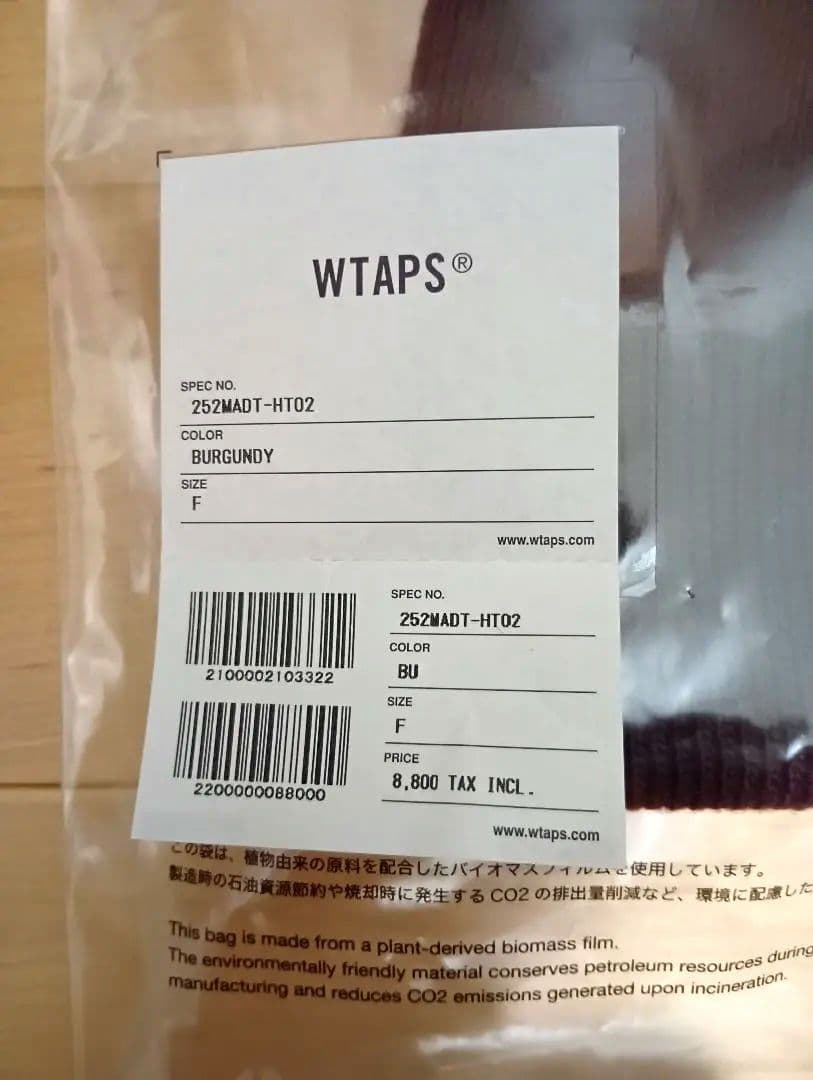 WTAPS®
SPEC NO.
252MADT-HT02
COLOR
BURGUNDY
SIZE
F
www.wtaps.com
2100002103322
2200000088000
SPEC NO.
252MADT-HT02
COLOR
BU
SIZE
F
PRICE
8,800 TAX INCL.
www.wtaps.com
この袋は、植物由来の原料を配合したバイオマスフィルムを使用しています。
製造時の石油資源節約や焼却時に発生するCO2の排出量削減など、環境に配慮した
This bag is made from a plant-derived biomass film.
The environmentally friendly material conserves petroleum resources during
manufacturing and reduces CO2 emissions generated upon incineration.